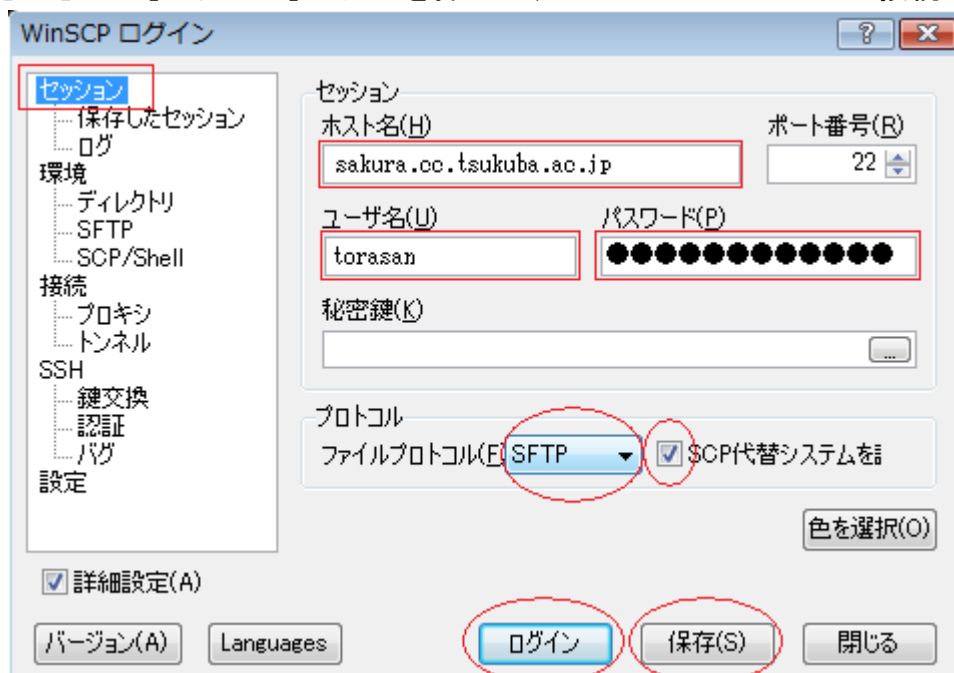 WinSCP ログイン
セッション
保存したセッション
ログ
環境
ディレクトリ
SFTP
SCP/Shell
接続
プロキシ
トンネル
SSH
鍵交換
認証
バグ
設定
セッション
ホスト名(H)
ポート番号(R)
sakura.cc.tsukuba.ac.jp
22
ユーザ名(U)
パスワード(P)
torasan
●●●●●●●●●●●●
秘密鍵(K)
...
プロトコル
ファイルプロトコル(F) SFTP
SCP代替システムを
色を選択(O)
詳細設定(A)
バージョン(A)
Languages
ログイン
保存(S)
閉じる